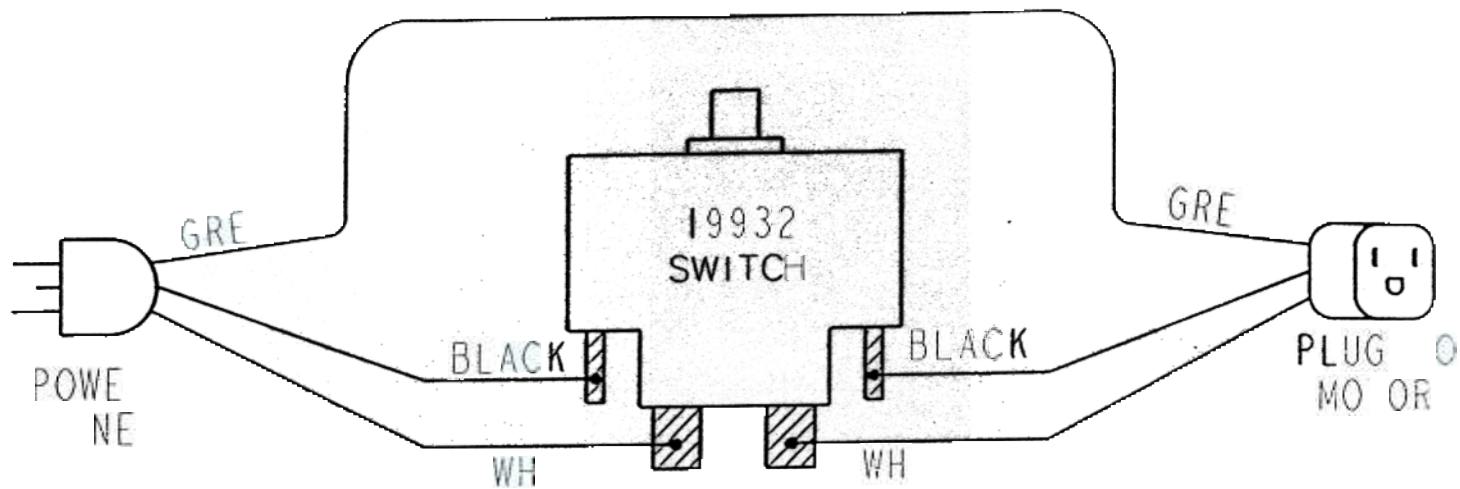 GRE
GRE
19932
SWITCH
BLACK
BLACK
POWE
NE
PLUG O
MO OR
WH
WH